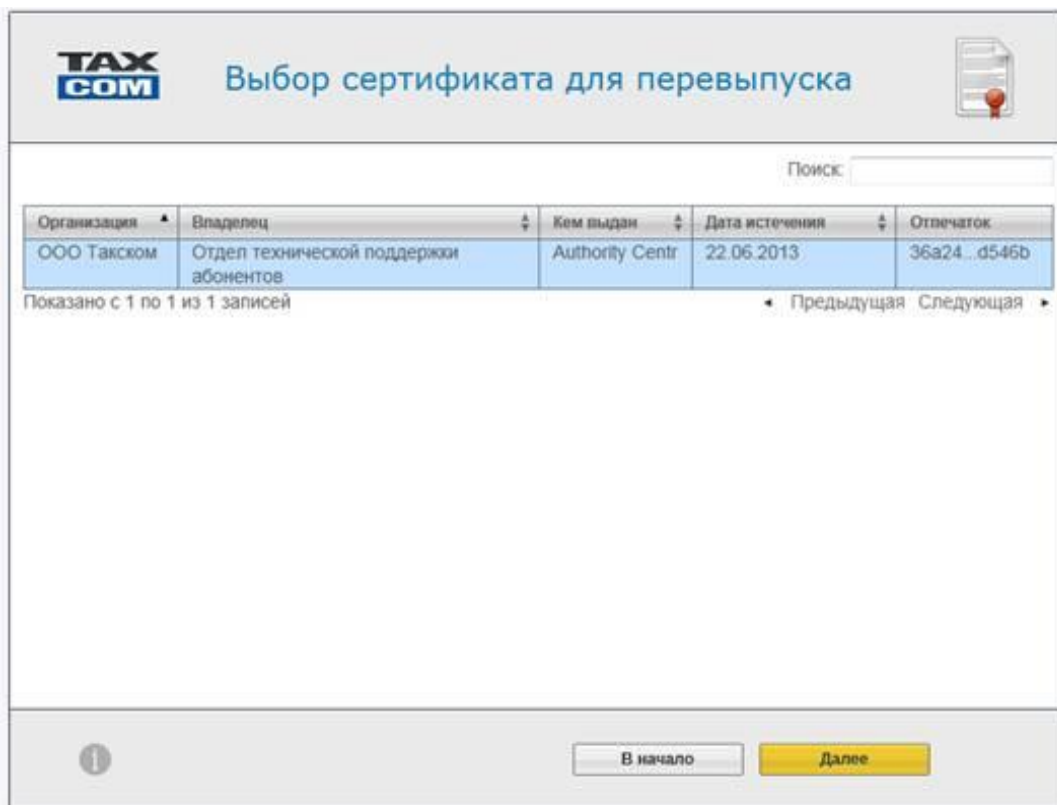 TAX
COM
Выбор сертификата для перевыпуска
Поиск:
Организация Владелец Кем выдан Дата истечения Отпечаток
ООО Такском Отдел технической поддержки Authority Centr 22.06.2013 36a24...d546b
абонентов
Показано с 1 по 1 из 1 записей Предыдущая Следующая
В начало Далее